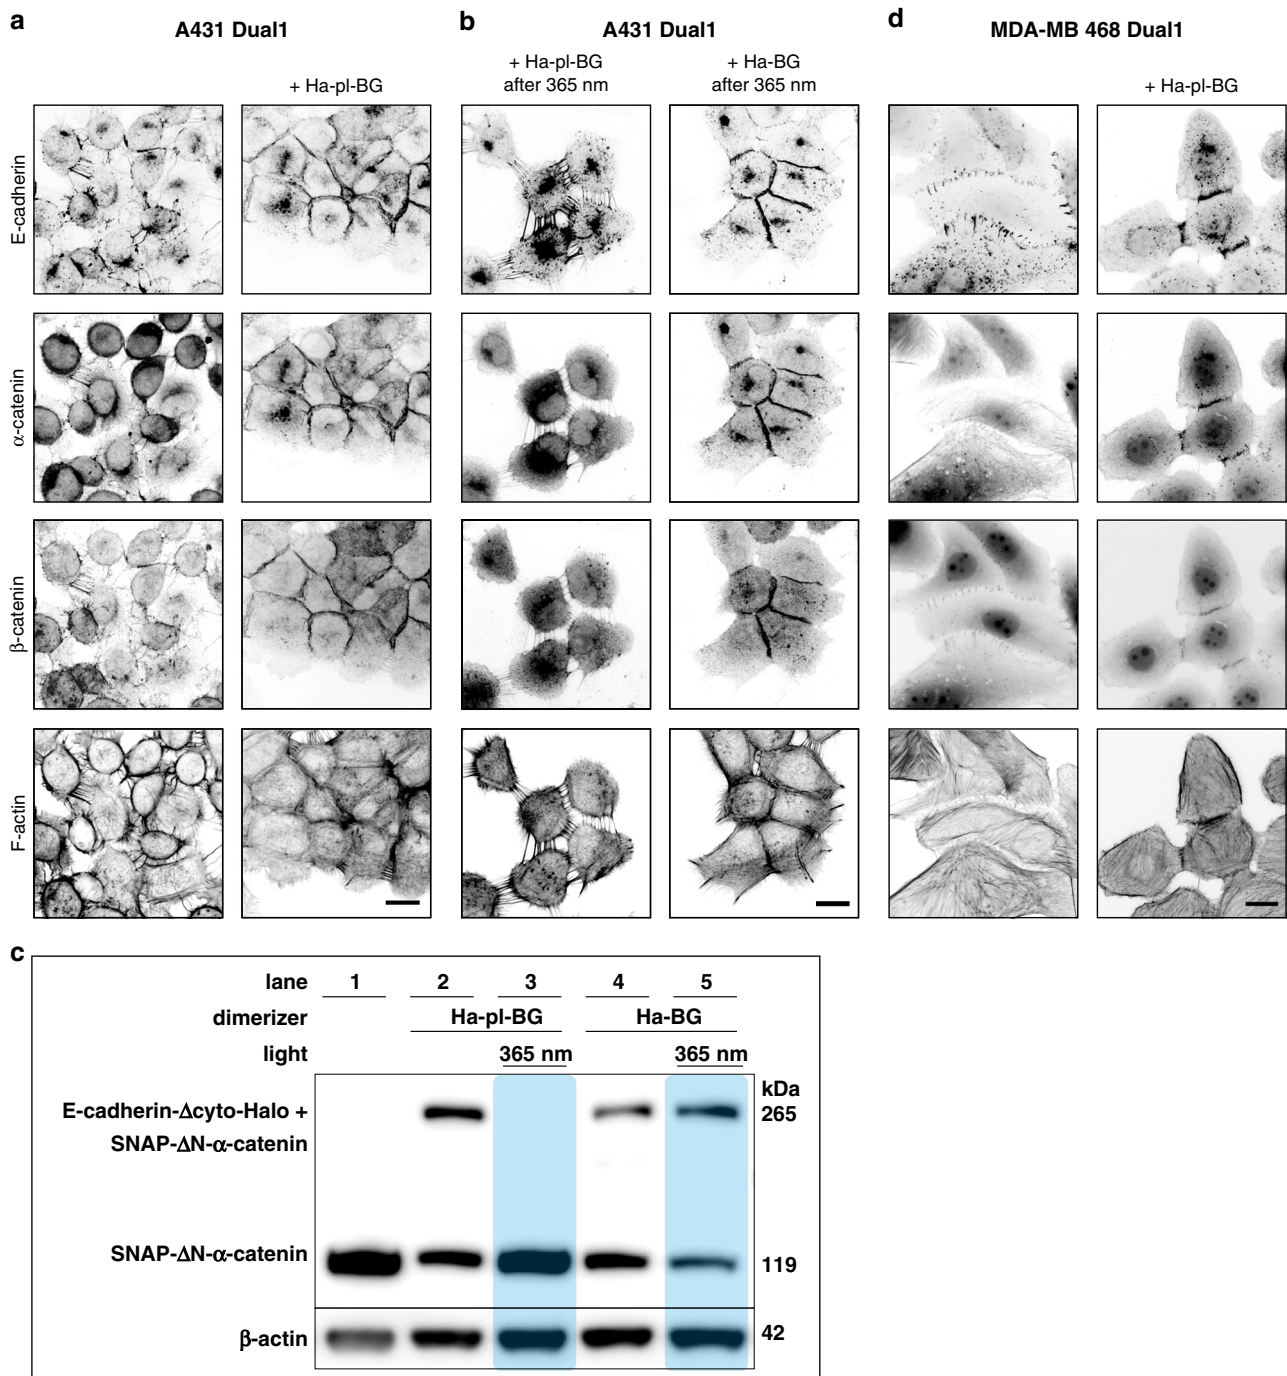 a
A431 Dual1
+ Ha-pl-BG
b
A431 Dual1
+ Ha-pl-BG
after 365 nm
+ Ha-BG
after 365 nm
d
MDA-MB 468 Dual1
+ Ha-pl-BG
E-cadherin
α-catenin
β-catenin
F-actin
c
lane 1 2 3 4 5
dimerizer Ha-pl-BG Ha-BG
light 365 nm 365 nm
kDa
E-cadherin-Δcyto-Halo + 265
SNAP-ΔN-α-catenin
SNAP-ΔN-α-catenin 119
β-actin 42